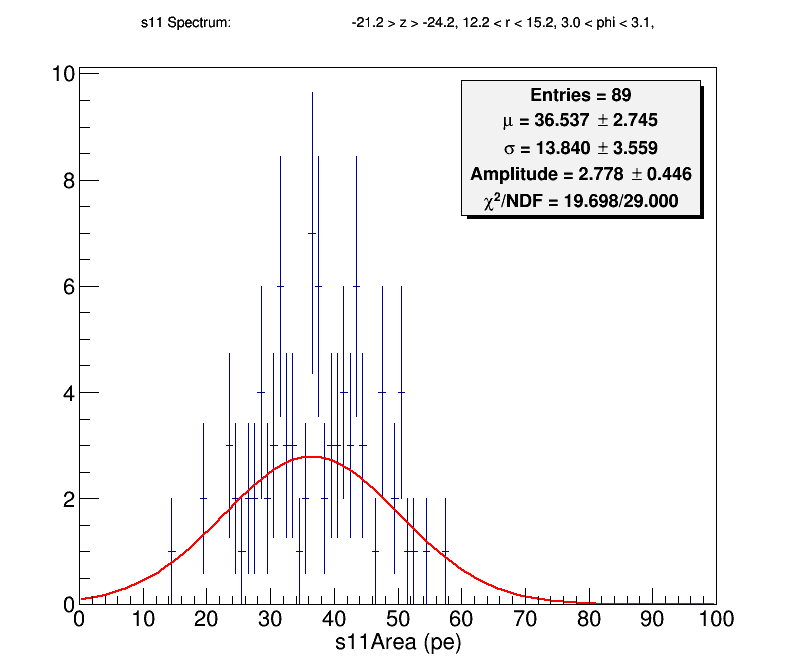 s11 Spectrum: -21.2 > z > -24.2, 12.2 < r < 15.2, 3.0 < phi < 3.1,
Entries = 89
μ = 36.537 ± 2.745
σ = 13.840 ± 3.559
Amplitude = 2.778 ± 0.446
χ²/NDF = 19.698/29.000
10
8
6
4
2
0
0 10 20 30 40 50 60 70 80 90 100
s11Area (pe)